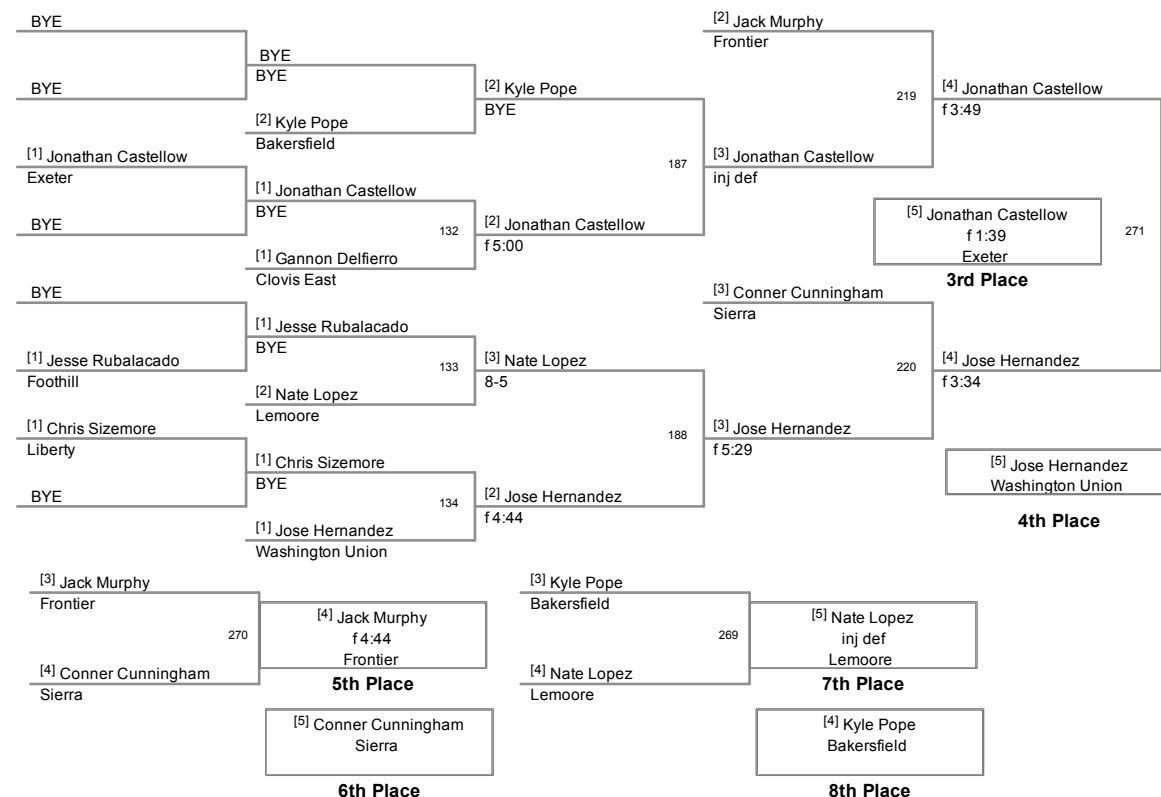 BYE
BYE
[1] Jonathan Castellow
Exeter
BYE
BYE
[1] Jesse Rubalacado
Foothill
[1] Chris Sizemore
Liberty
BYE
BYE
BYE
[2] Kyle Pope
Bakersfield
[1] Jonathan Castellow
BYE
132
[1] Gannon Delfierro
Clovis East
[1] Jesse Rubalacado
BYE
133
[2] Nate Lopez
Lemoore
[1] Chris Sizemore
BYE
134
[1] Jose Hernandez
Washington Union
[2] Kyle Pope
BYE
187
[2] Jonathan Castellow
f 5:00
[3] Nate Lopez
8-5
188
[2] Jose Hernandez
f 4:44
[2] Jack Murphy
Frontier
219
[3] Jonathan Castellow
inj def
[3] Conner Cunningham
Sierra
220
[3] Jose Hernandez
f 5:29
[4] Jonathan Castellow
f 3:49
271
[4] Jose Hernandez
f 3:34
[5] Jonathan Castellow
f 1:39
Exeter
3rd Place
[5] Jose Hernandez
Washington Union
4th Place
[3] Jack Murphy
Frontier
270
[4] Conner Cunningham
Sierra
[4] Jack Murphy
f 4:44
Frontier
5th Place
[5] Conner Cunningham
Sierra
6th Place
[3] Kyle Pope
Bakersfield
269
[4] Nate Lopez
Lemoore
[5] Nate Lopez
inj def
Lemoore
7th Place
[4] Kyle Pope
Bakersfield
8th Place